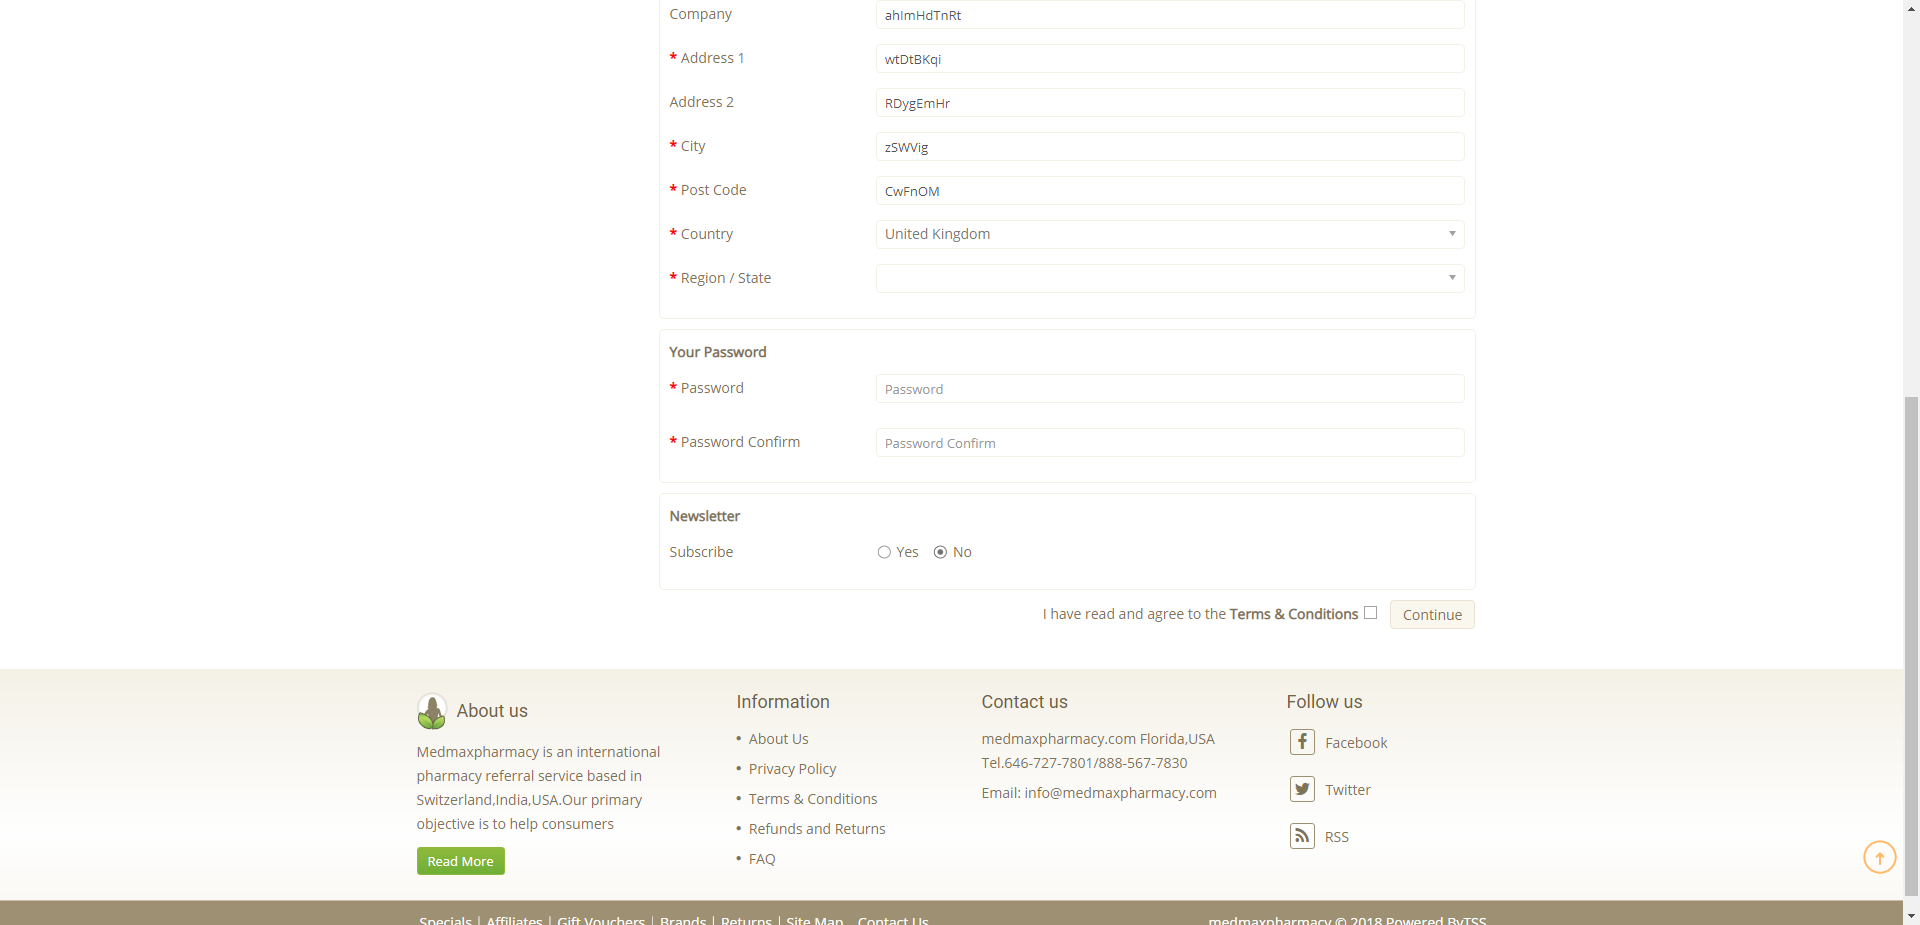 Company
ahImHdTnRt
* Address 1
wtDtBKqi
Address 2
RDygEmHr
* City
zSWVig
* Post Code
CwFnOM
* Country
United Kingdom
* Region / State
Your Password
* Password
Password
* Password Confirm
Password Confirm
Newsletter
Subscribe
Yes No
I have read and agree to the Terms & Conditions
Continue
About us
Medmaxpharmacy is an international
pharmacy referral service based in
Switzerland,India,USA.Our primary
objective is to help consumers
Read More
Information
• About Us
• Privacy Policy
• Terms & Conditions
• Refunds and Returns
• FAQ
Contact us
medmaxpharmacy.com Florida,USA
Tel.646-727-7801/888-567-7830
Email: info@medmaxpharmacy.com
Follow us
Facebook
Twitter
RSS
Specials | Affiliates | Gift Vouchers | Brands | Returns | Site Map Contact Us
medmaxpharmacy © 2018 Powered ByTSS